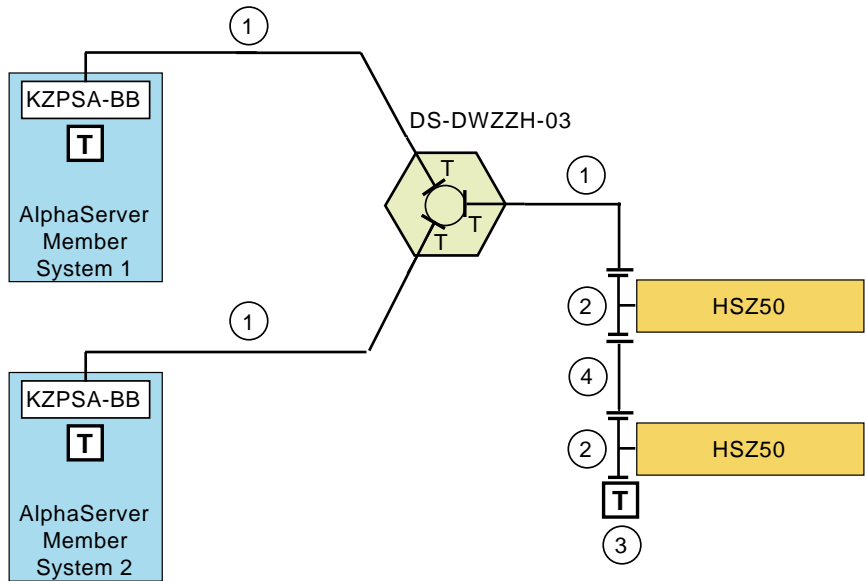 1
KZPSA-BB
T
AlphaServer
Member
System 1
DS-DWZZH-03
T
T
T
1
2
HSZ50
4
2
HSZ50
T
3
1
KZPSA-BB
T
AlphaServer
Member
System 2